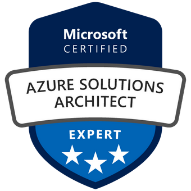 Microsoft
CERTIFIED
AZURE SOLUTIONS
ARCHITECT
EXPERT